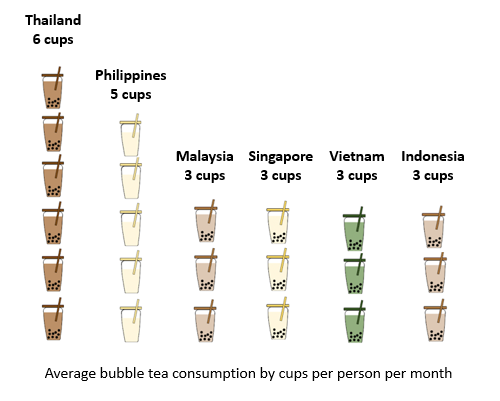 Thailand
6 cups
Philippines
5 cups
Malaysia
3 cups
Singapore
3 cups
Vietnam
3 cups
Indonesia
3 cups
Average bubble tea consumption by cups per person per month